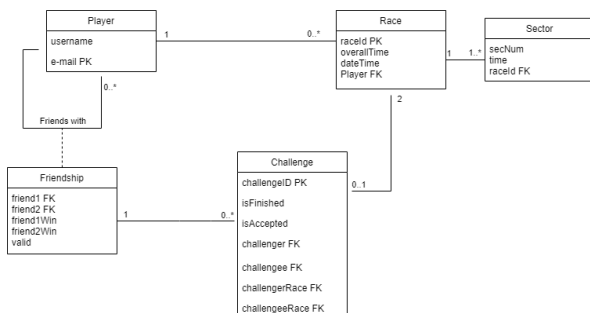 Player
username
e-mail PK
1
0..*
Race
raceId PK
overallTime
dateTime
Player FK
1
1..*
Sector
secNum
time
raceId FK
0..*
Friends with
2
Friendship
friend1 FK
friend2 FK
friend1Win
friend2Win
valid
1
0..*
Challenge
challengeID PK
isFinished
isAccepted
challenger FK
challengee FK
challengerRace FK
challengeeRace FK
0..1